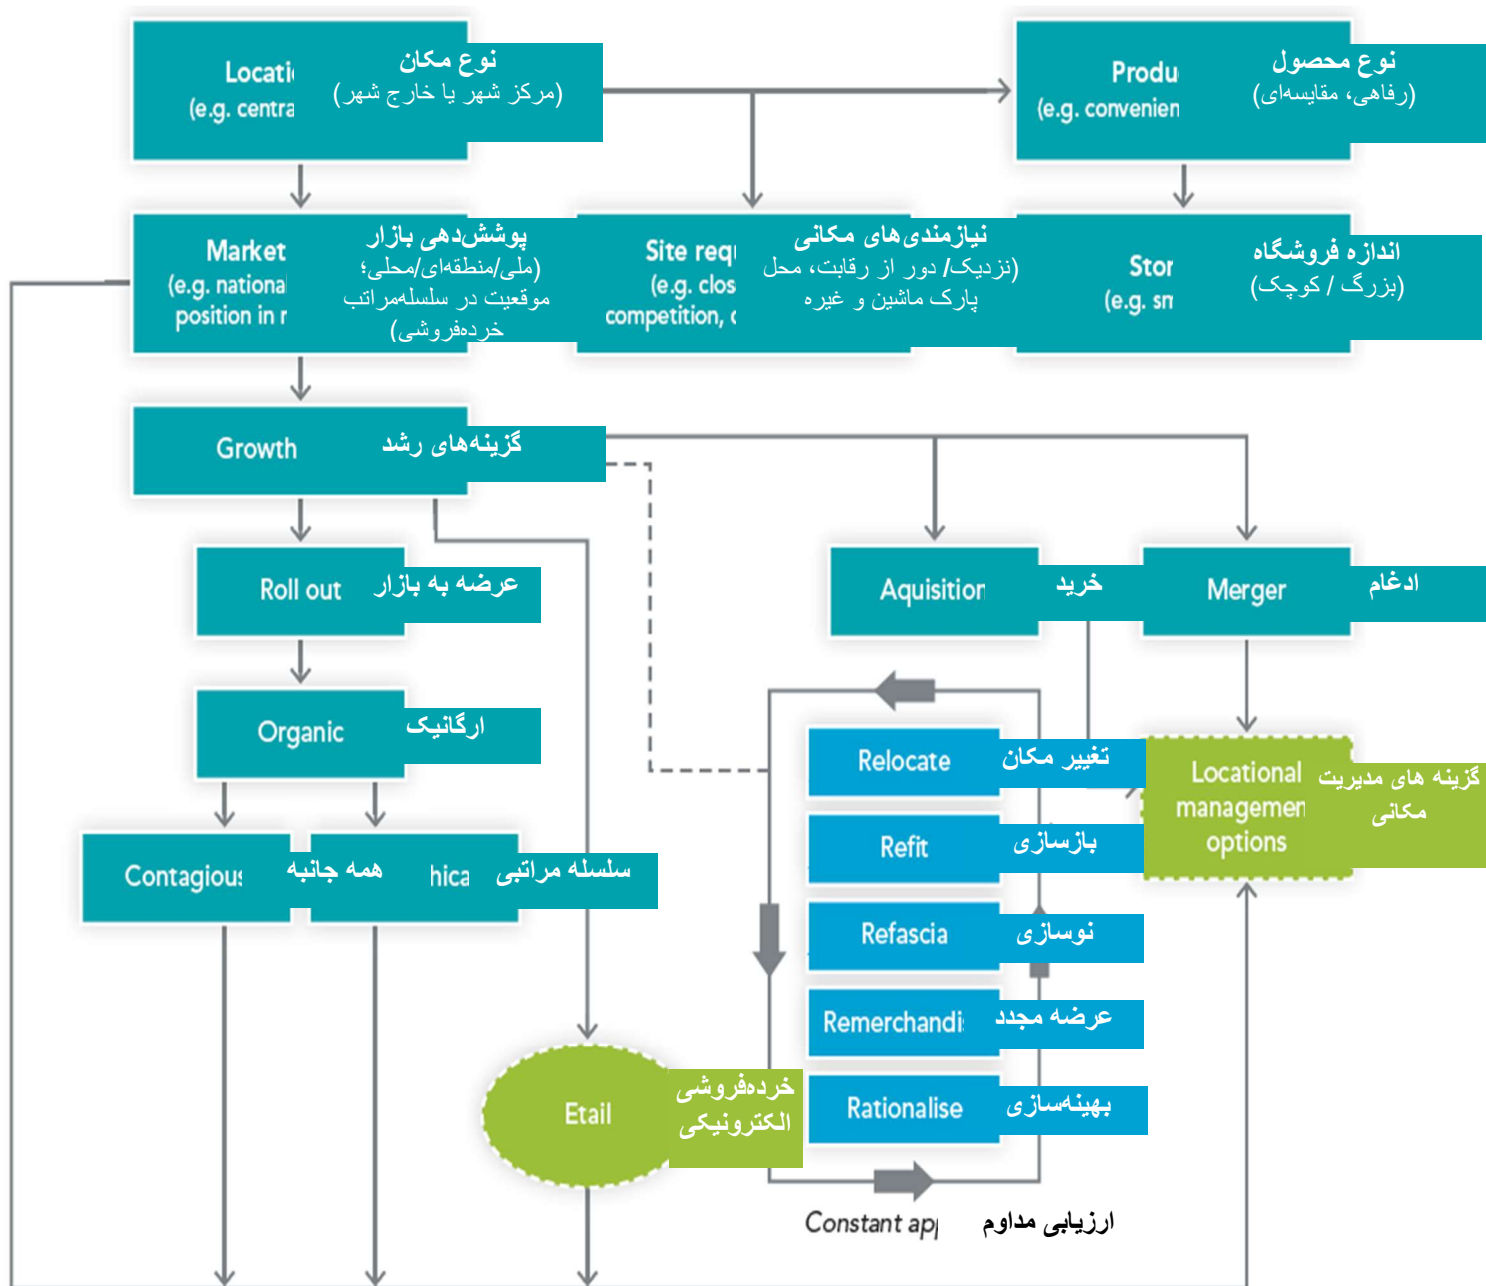 Locati
(e.g. centra
نوع مکان
(مرکز شهر یا خارج شهر)
Produ
(e.g. convenien
نوع محصول
(رفاهی، مقایسه‌ای)
Market
(e.g. national
position in r
پوشش‌دهی بازار
(ملی/منطقه‌ای/محلی؛
موقعیت در سلسله‌مراتب
خرده‌فروشی)
Site req
(e.g. clos
competition, c
نیازمندی‌های مکانی
(نزدیک/ دور از رقابت، محل
پارک ماشین و غیره
Stor
(e.g. sm
اندازه فروشگاه
(بزرگ / کوچک)
Growth
گزینه‌های رشد
Roll out
عرضه به بازار
Aquisition
خرید
Merger
ادغام
Organic
ارگانیک
Relocate
تغییر مکان
Locational
managemen
options
گزینه های مدیریت
مکانی
Refit
بازسازی
Contagious
همه جانبه
hica
سلسله مراتبی
Refascia
نوسازی
Remerchandi
عرضه مجدد
Etail
خرده‌فروشی
الکترونیکی
Rationalise
بهینه‌سازی
Constant app
ارزیابی مداوم